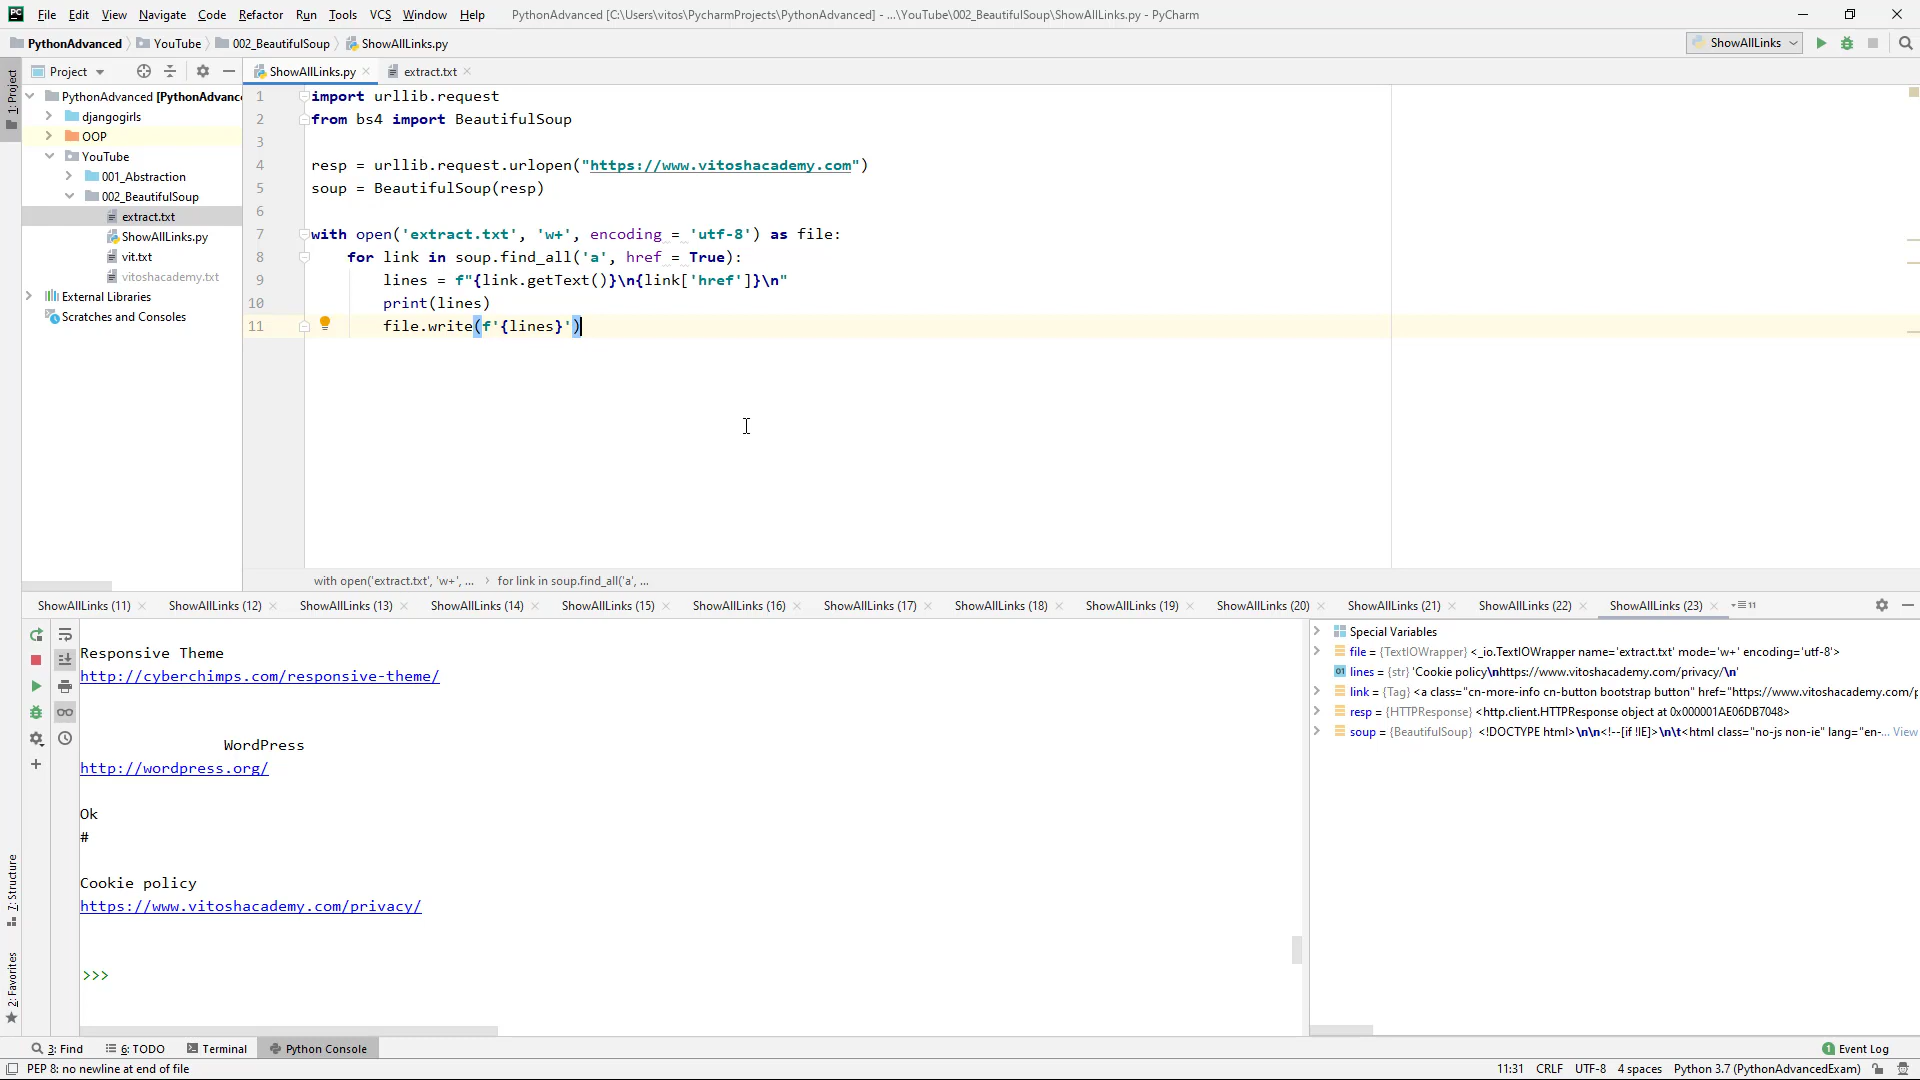 File Edit View Navigate Code Refactor Run Tools VCS Window Help PythonAdvanced [C:\Users\vitos\PycharmProjects\PythonAdvanced] - ...\YouTube\002_BeautifulSoup\ShowAllLinks.py - PyCharm
PythonAdvanced YouTube 002_BeautifulSoup ShowAllLinks.py ShowAllLinks
1: Project
Project
PythonAdvanced [PythonAdvanc
djangogirls
OOP
YouTube
001_Abstraction
002_BeautifulSoup
extract.txt
ShowAllLinks.py
vit.txt
vitoshacademy.txt
External Libraries
Scratches and Consoles
ShowAllLinks.py extract.txt
1 import urllib.request
2 from bs4 import BeautifulSoup
3
4 resp = urllib.request.urlopen("https://www.vitoshacademy.com")
5 soup = BeautifulSoup(resp)
6
7 with open('extract.txt', 'w+', encoding = 'utf-8') as file:
8 for link in soup.find_all('a', href = True):
9 lines = f"{link.getText()}\n{link['href']}\n"
10 print(lines)
11 file.write(f'{lines}')
with open('extract.txt', 'w+', ... for link in soup.find_all('a', ...
ShowAllLinks (11) ShowAllLinks (12) ShowAllLinks (13) ShowAllLinks (14) ShowAllLinks (15) ShowAllLinks (16) ShowAllLinks (17) ShowAllLinks (18) ShowAllLinks (19) ShowAllLinks (20) ShowAllLinks (21) ShowAllLinks (22) ShowAllLinks (23) 11
Responsive Theme
http://cyberchimps.com/responsive-theme/
WordPress
http://wordpress.org/
Ok
#
Cookie policy
https://www.vitoshacademy.com/privacy/
>>>
Special Variables
file = {TextIOWrapper} <_io.TextIOWrapper name='extract.txt' mode='w+' encoding='utf-8'>
01 lines = {str} 'Cookie policy\nhttps://www.vitoshacademy.com/privacy/\n'
link = {Tag} <a class="cn-more-info cn-button bootstrap button" href="https://www.vitoshacademy.com/p
resp = {HTTPResponse} <http.client.HTTPResponse object at 0x000001AE06DB7048>
soup = {BeautifulSoup} <!DOCTYPE html>\n\n<!--[if !IE]>\n\t<html class="no-js non-ie" lang="en-... View
7: Structure
2: Favorites
3: Find 6: TODO Terminal Python Console 1 Event Log
PEP 8: no newline at end of file 11:31 CRLF UTF-8 4 spaces Python 3.7 (PythonAdvancedExam)